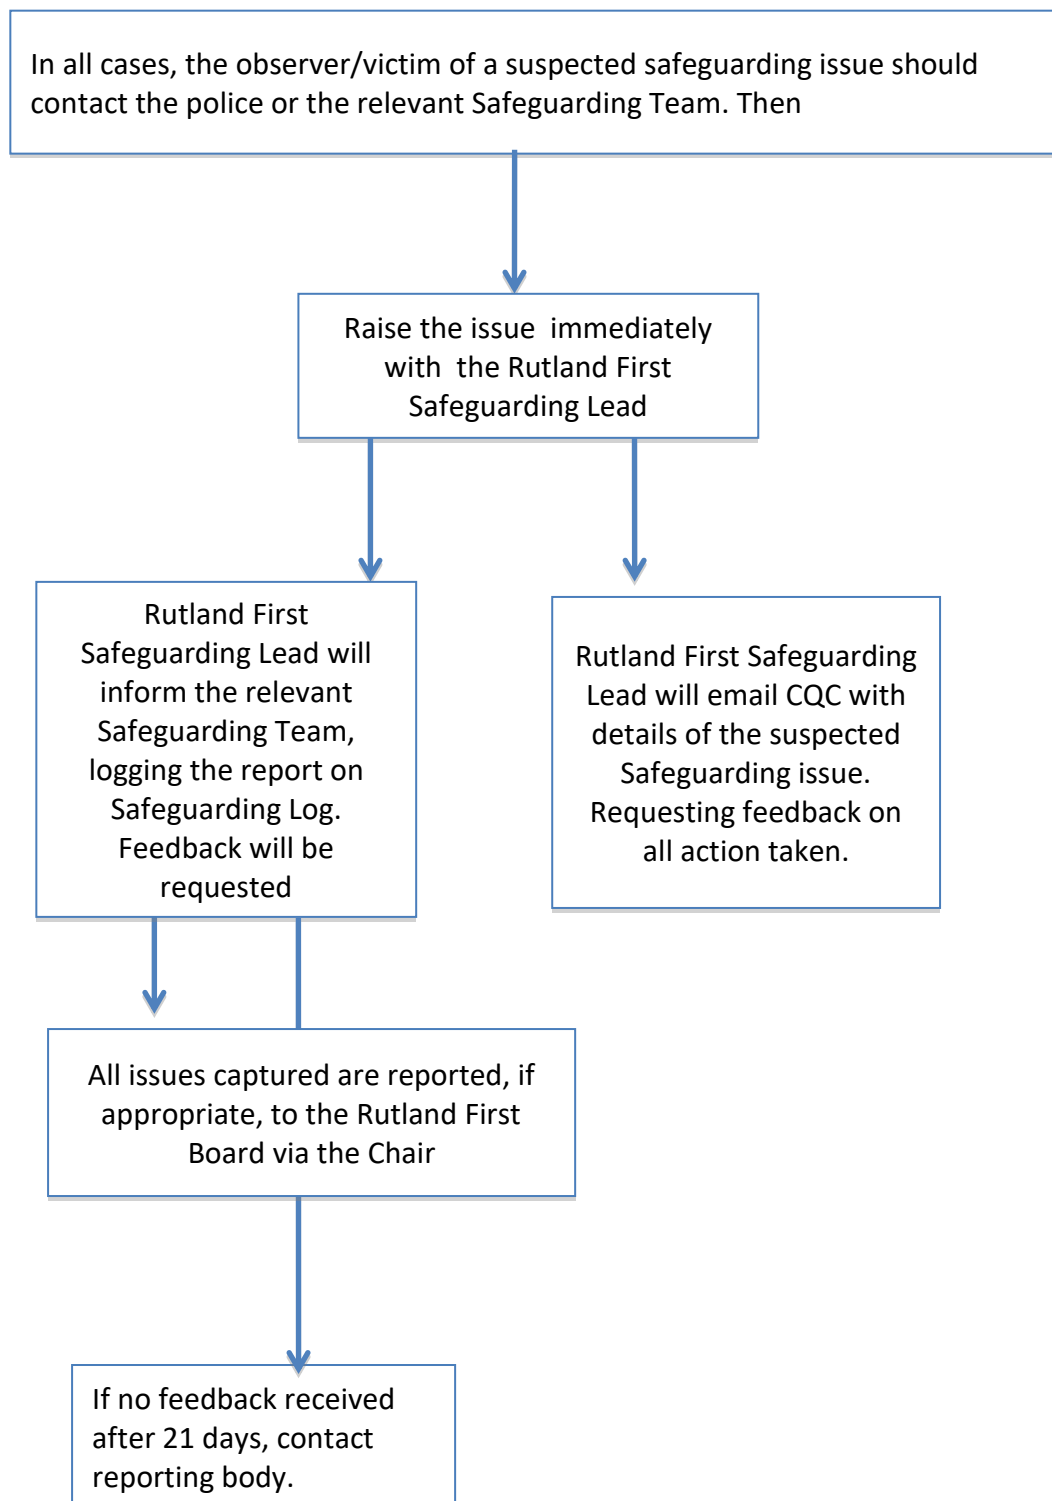 In all cases, the observer/victim of a suspected safeguarding issue should
contact the police or the relevant Safeguarding Team. Then
Raise the issue  immediately
with  the Rutland First
Safeguarding Lead
Rutland First
Safeguarding Lead will
inform the relevant
Safeguarding Team,
logging the report on
Safeguarding Log.
Feedback will be
requested
Rutland First Safeguarding
Lead will email CQC with
details of the suspected
Safeguarding issue.
Requesting feedback on
all action taken.
All issues captured are reported, if
appropriate, to the Rutland First
Board via the Chair
If no feedback received
after 21 days, contact
reporting body.